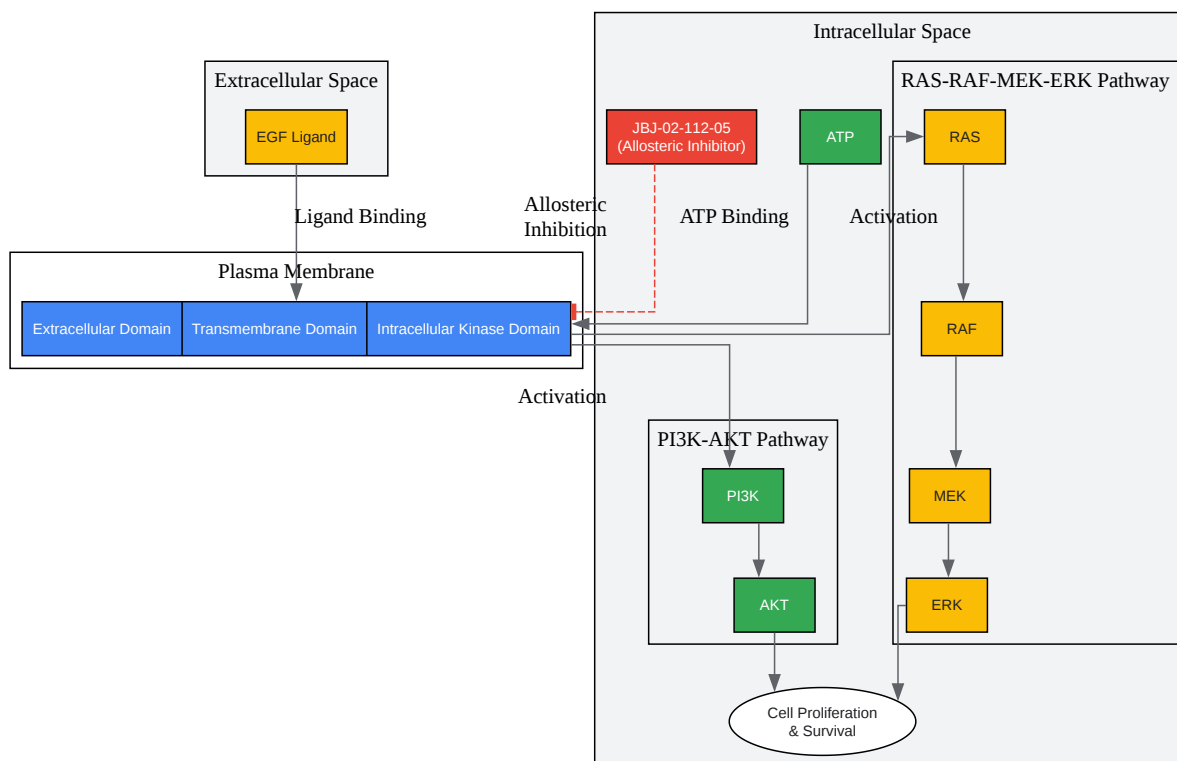 Intracellular Space
Extracellular Space
RAS-RAF-MEK-ERK Pathway
EGF Ligand
JBJ-02-112-05
(Allosteric Inhibitor)
ATP
RAS
Ligand Binding
Allosteric
Inhibition
ATP Binding
Activation
Plasma Membrane
Extracellular Domain
Transmembrane Domain
Intracellular Kinase Domain
RAF
Activation
PI3K-AKT Pathway
PI3K
MEK
AKT
ERK
Cell Proliferation
& Survival